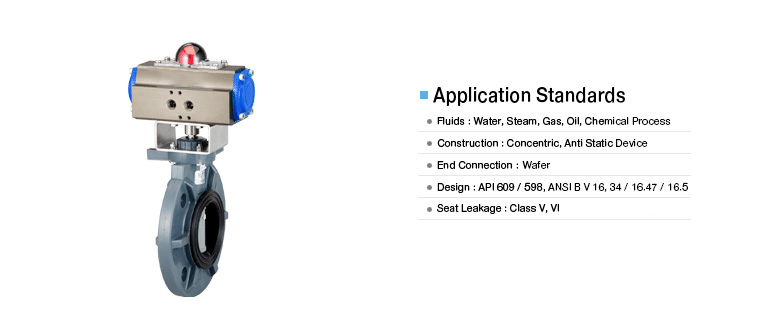 Application Standards
Fluids : Water, Steam, Gas, Oil, Chemical Process
Construction : Concentric, Anti Static Device
End Connection : Wafer
Design : API 609 / 598, ANSI B V 16, 34 / 16.47 / 16.5
Seat Leakage : Class V, VI